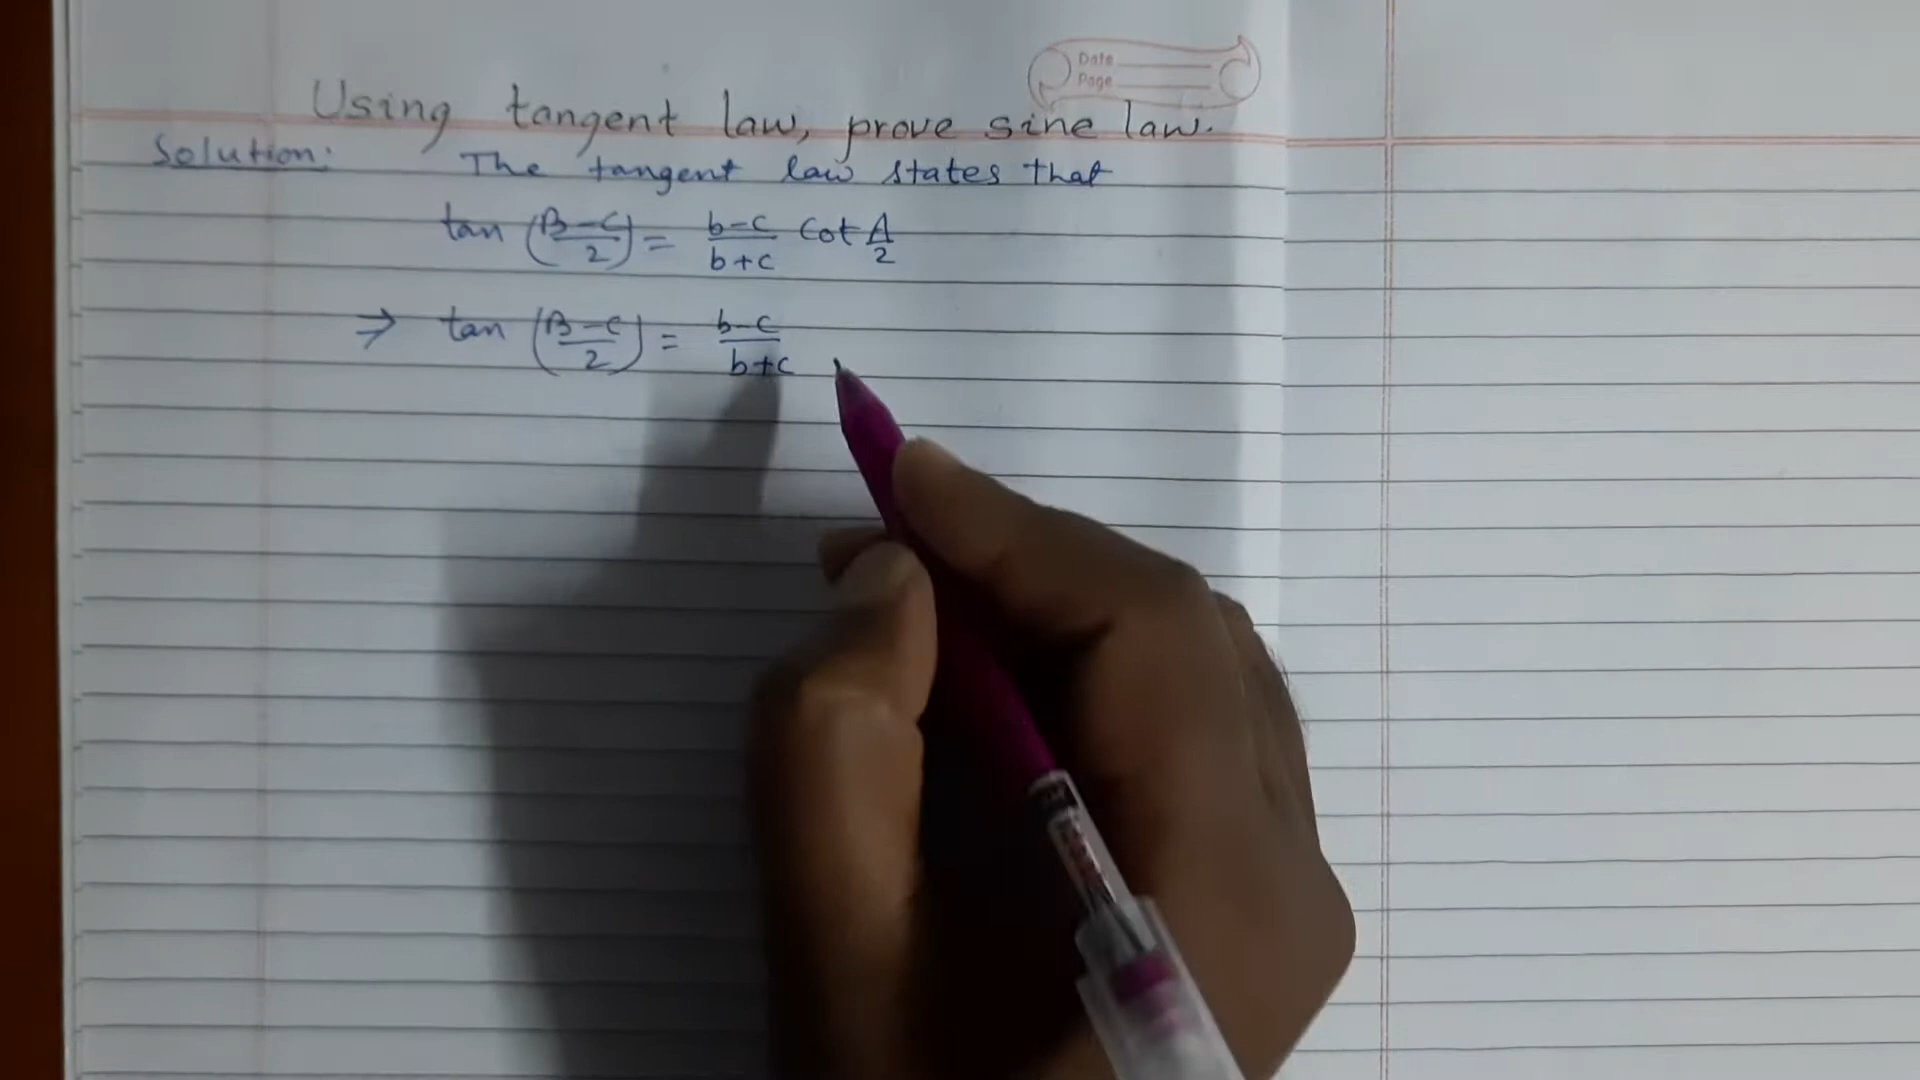 Date
Page
Using tangent law, prove sine law.
Solution: The tangent law states that
tan (B-C/2) = b-c/b+c Cot A/2
⇒ tan (B-C/2) = b-c/b+c